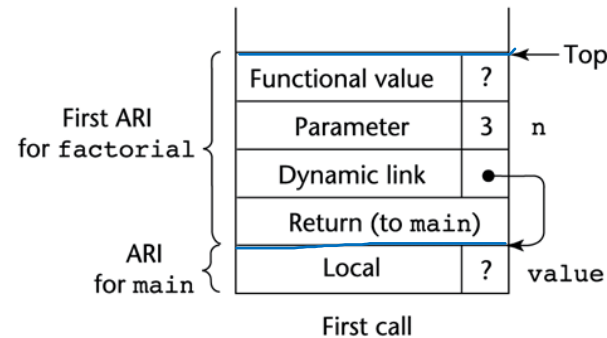 Top
Functional value ?
First ARI
for factorial
Parameter 3 n
Dynamic link
Return (to main)
ARI
for main
Local ? value
First call